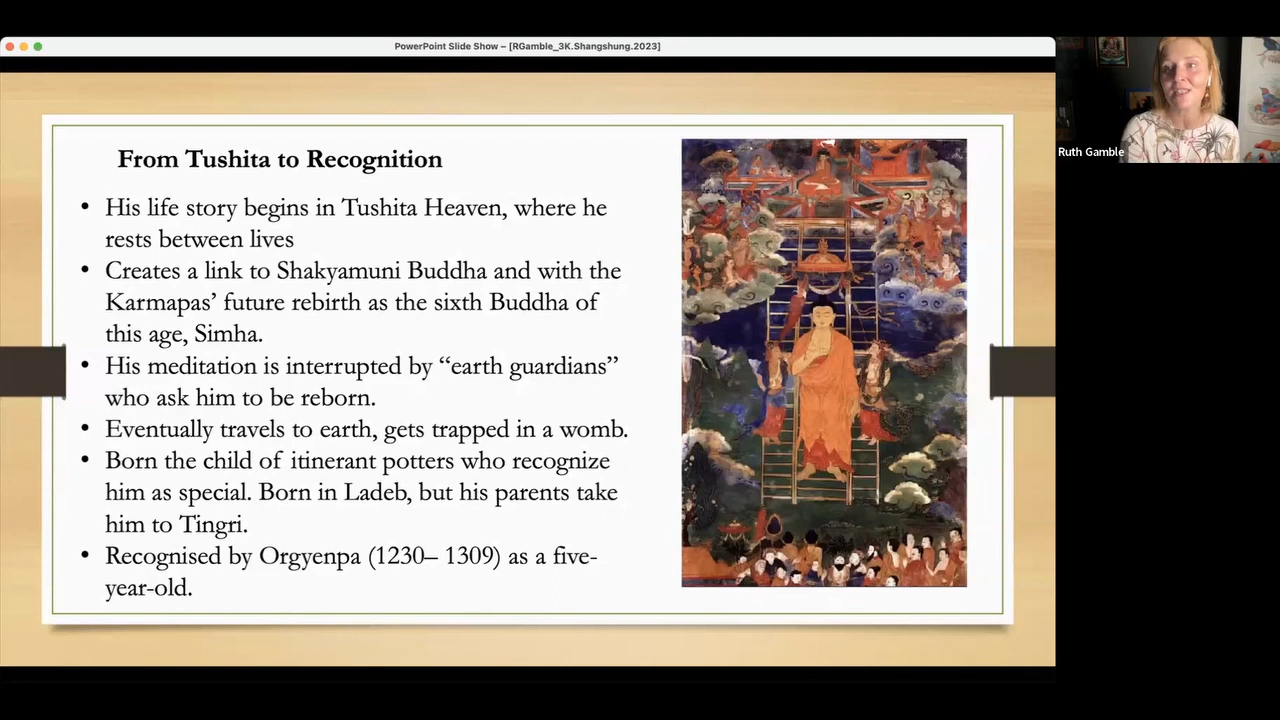 PowerPoint Slide Show – [RGamble_3K.Shangshung.2023]
From Tushita to Recognition
• His life story begins in Tushita Heaven, where he
rests between lives
• Creates a link to Shakyamuni Buddha and with the
Karmapas’ future rebirth as the sixth Buddha of
this age, Simha.
• His meditation is interrupted by “earth guardians”
who ask him to be reborn.
• Eventually travels to earth, gets trapped in a womb.
• Born the child of itinerant potters who recognize
him as special. Born in Ladeb, but his parents take
him to Tingri.
• Recognised by Orgyenpa (1230– 1309) as a five-
year-old.
Ruth Gamble